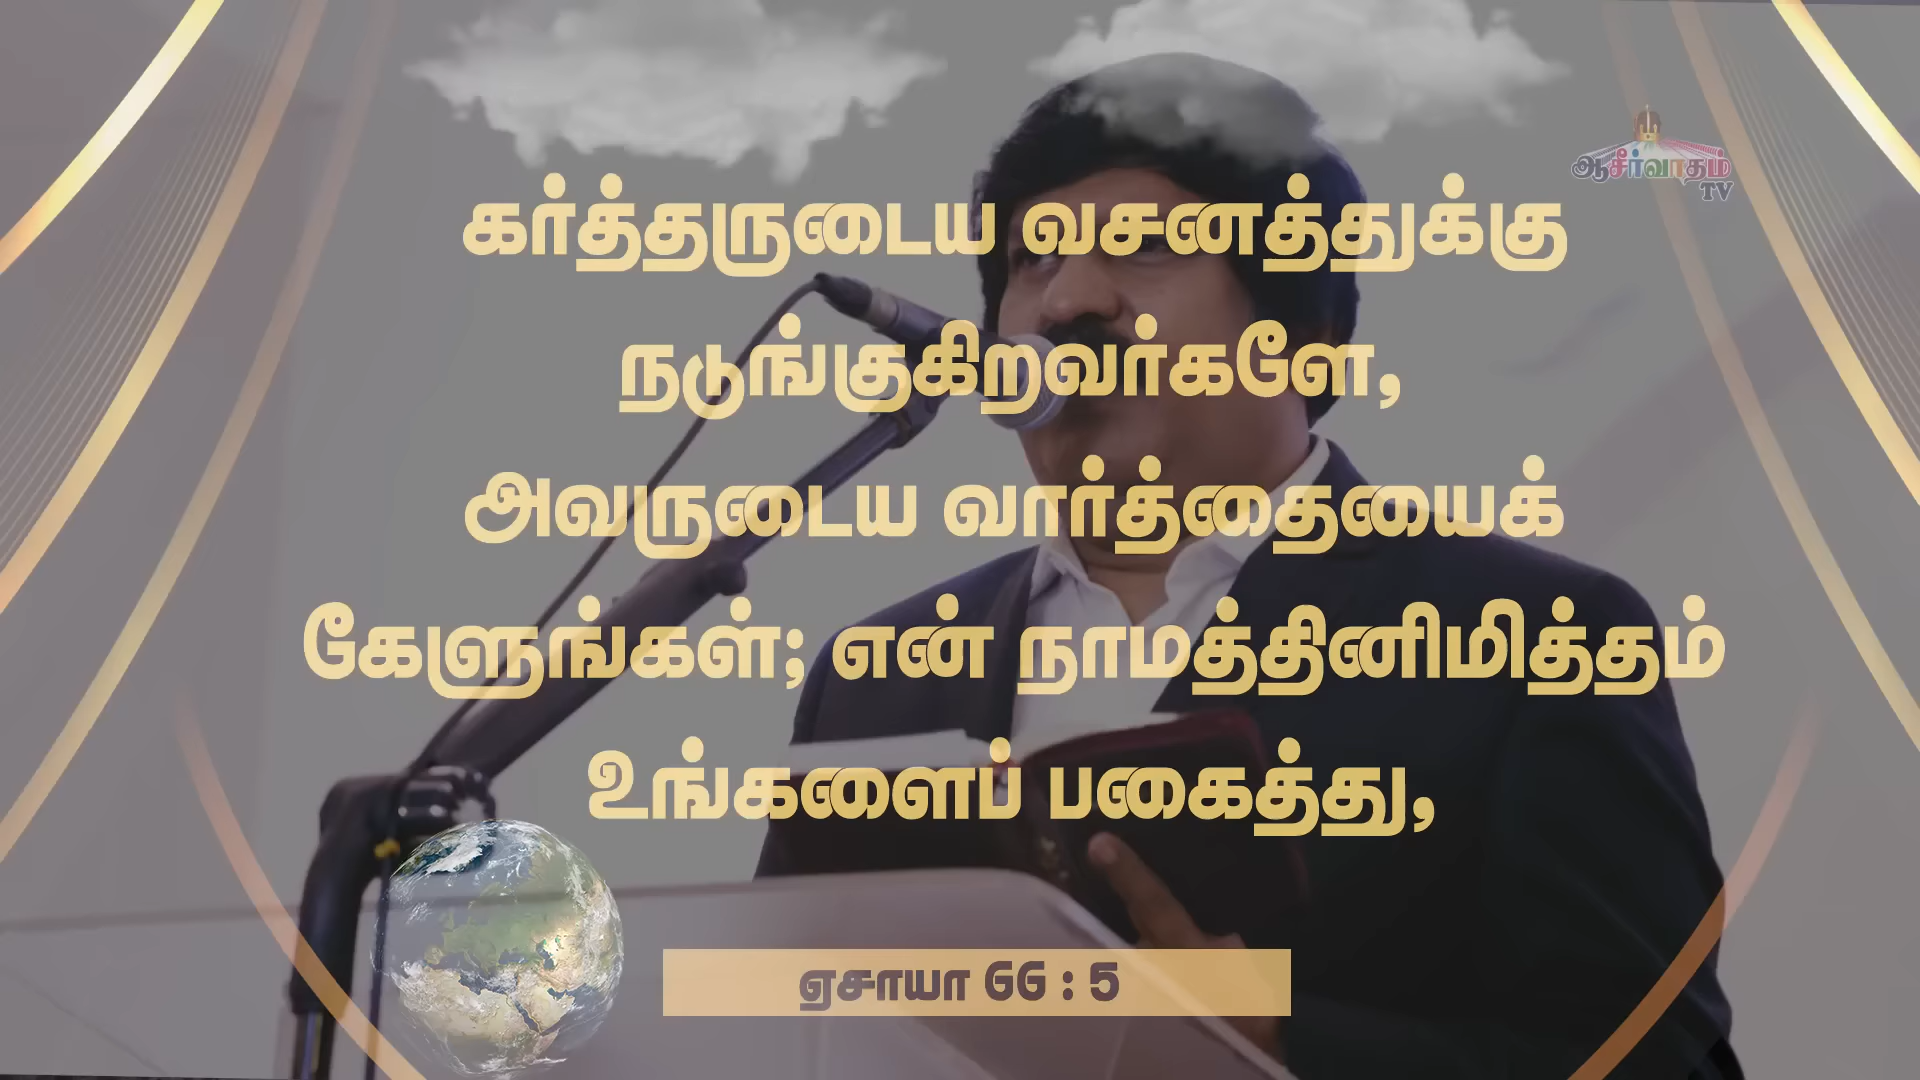 ஆசீர்வாதம்
TV
கர்த்தருடைய வசனத்துக்கு
நடுங்குகிறவர்களே,
அவருடைய வார்த்தையைக்
கேளுங்கள்; என் நாமத்தினிமித்தம்
உங்களைப் பகைத்து,
ஏசாயா 66 : 5